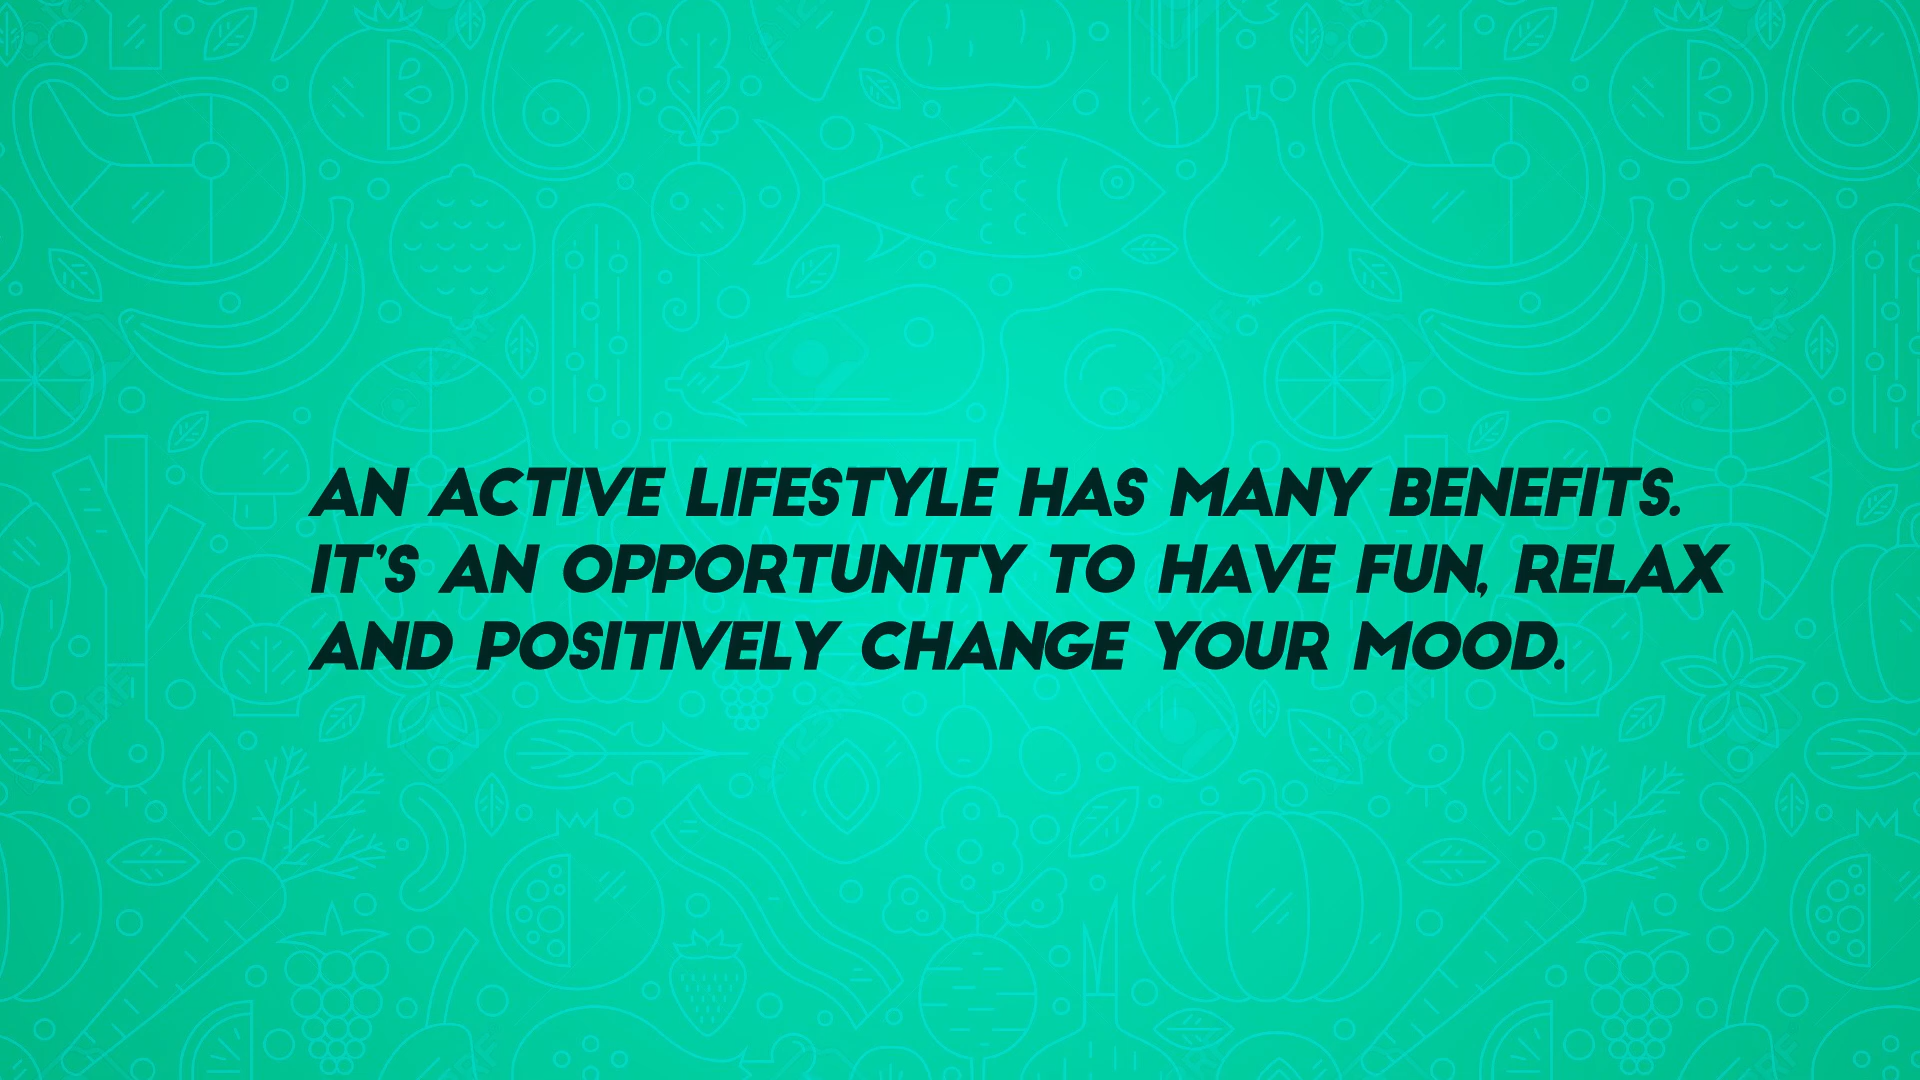 AN ACTIVE LIFESTYLE HAS MANY BENEFITS.
IT'S AN OPPORTUNITY TO HAVE FUN, RELAX
AND POSITIVELY CHANGE YOUR MOOD.